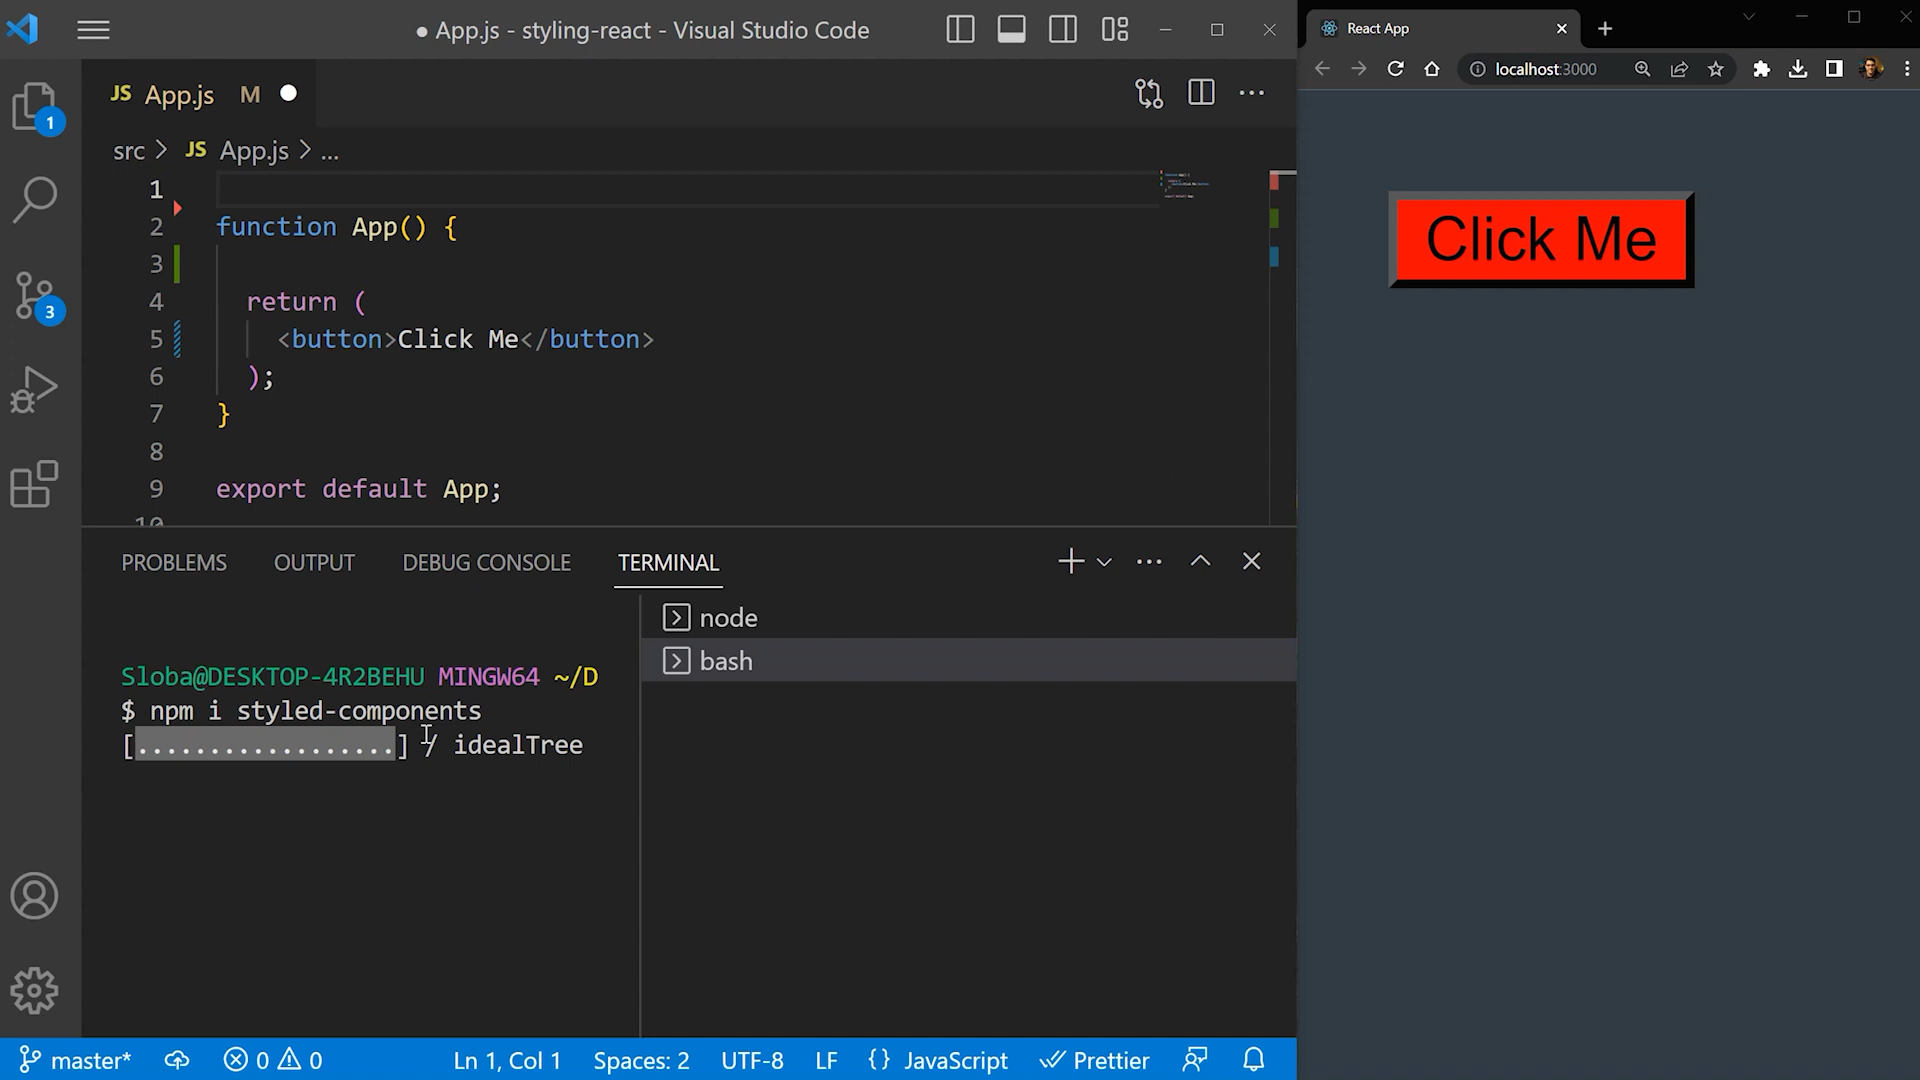 ● App.js - styling-react - Visual Studio Code
JS App.js M
src > JS App.js > ...
1
2 function App() {
3
4 return (
5 <button>Click Me</button>
6 );
7 }
8
9 export default App;
10
PROBLEMS OUTPUT DEBUG CONSOLE TERMINAL
Sloba@DESKTOP-4R2BEHU MINGW64 ~/D
$ npm i styled-components
[..................] / idealTree
node
bash
1
3
master* 0 0 Ln 1, Col 1 Spaces: 2 UTF-8 LF {} JavaScript Prettier
React App
localhost:3000
Click Me